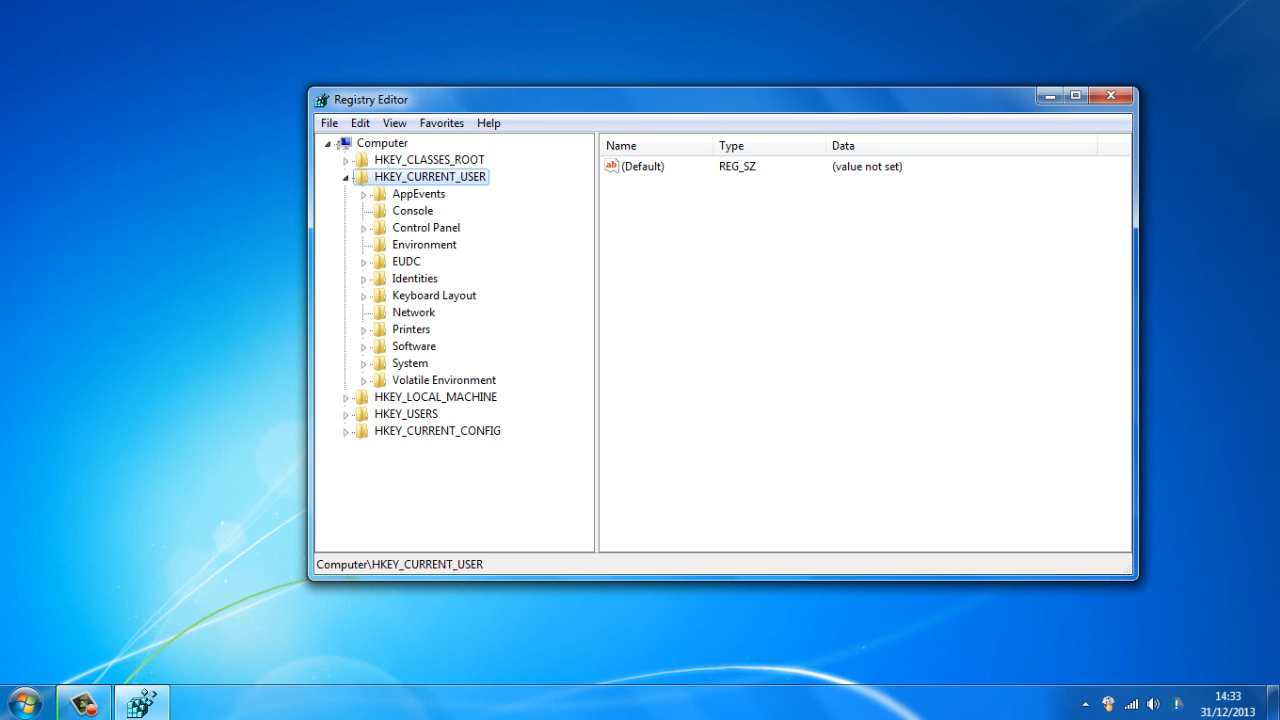 Registry Editor
File Edit View Favorites Help
Computer
HKEY_CLASSES_ROOT
HKEY_CURRENT_USER
AppEvents
Console
Control Panel
Environment
EUDC
Identities
Keyboard Layout
Network
Printers
Software
System
Volatile Environment
HKEY_LOCAL_MACHINE
HKEY_USERS
HKEY_CURRENT_CONFIG
Name Type Data
ab (Default) REG_SZ (value not set)
Computer\HKEY_CURRENT_USER
14:33
31/12/2013